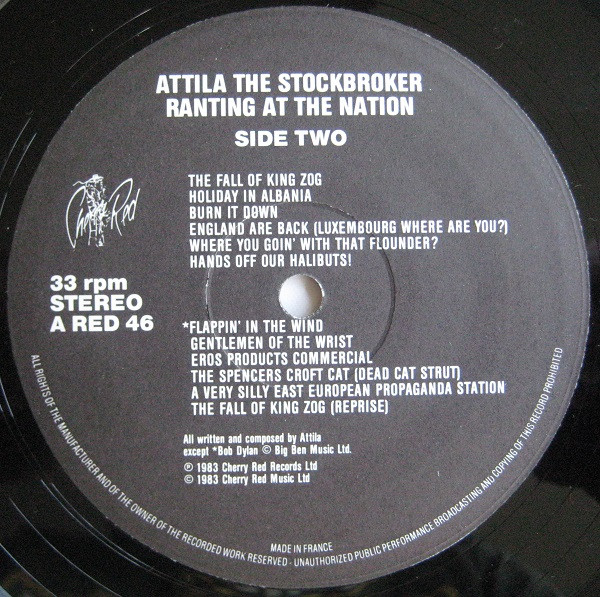 ATTILA THE STOCKBROKER
RANTING AT THE NATION
SIDE TWO
THE FALL OF KING ZOG
HOLIDAY IN ALBANIA
BURN IT DOWN
ENGLAND ARE BACK (LUXEMBOURG WHERE ARE YOU?)
WHERE YOU GOIN' WITH THAT FLOUNDER?
HANDS OFF OUR HALIBUTS!
Cherry Red
33 rpm
STEREO
A RED 46
*FLAPPIN' IN THE WIND
GENTLEMEN OF THE WRIST
EROS PRODUCTS COMMERCIAL
THE SPENCERS CROFT CAT (DEAD CAT STRUT)
A VERY SILLY EAST EUROPEAN PROPAGANDA STATION
THE FALL OF KING ZOG (REPRISE)
All written and composed by Attila
except *Bob Dylan © Big Ben Music Ltd.
℗ 1983 Cherry Red Records Ltd
© 1983 Cherry Red Music Ltd
MADE IN FRANCE
ALL RIGHTS OF THE MANUFACTURER AND OF THE OWNER OF THE RECORDED WORK RESERVED - UNAUTHORIZED PUBLIC PERFORMANCE BROADCASTING AND COPYING OF THIS RECORD PROHIBITED